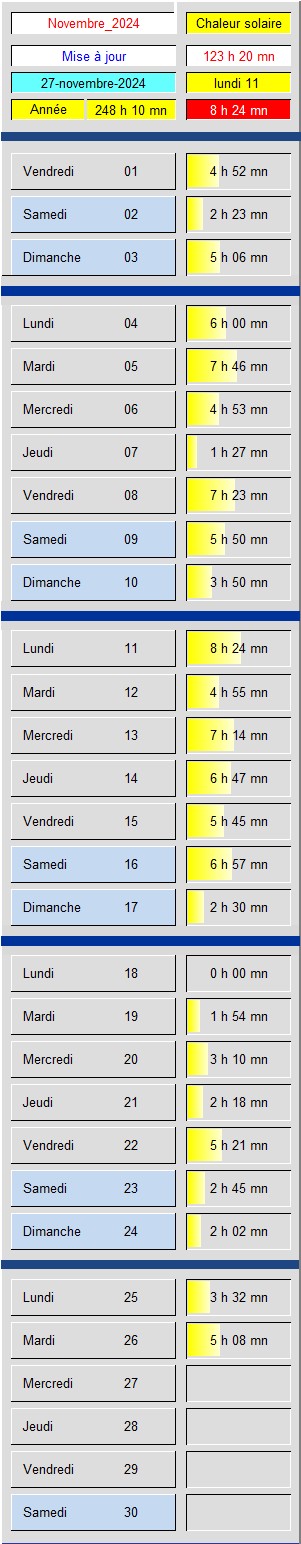 Novembre_2024 Chaleur solaire
Mise à jour 123 h 20 mn
27-novembre-2024 lundi 11
Année 248 h 10 mn 8 h 24 mn
Vendredi 01 4 h 52 mn
Samedi 02 2 h 23 mn
Dimanche 03 5 h 06 mn
Lundi 04 6 h 00 mn
Mardi 05 7 h 46 mn
Mercredi 06 4 h 53 mn
Jeudi 07 1 h 27 mn
Vendredi 08 7 h 23 mn
Samedi 09 5 h 50 mn
Dimanche 10 3 h 50 mn
Lundi 11 8 h 24 mn
Mardi 12 4 h 55 mn
Mercredi 13 7 h 14 mn
Jeudi 14 6 h 47 mn
Vendredi 15 5 h 45 mn
Samedi 16 6 h 57 mn
Dimanche 17 2 h 30 mn
Lundi 18 0 h 00 mn
Mardi 19 1 h 54 mn
Mercredi 20 3 h 10 mn
Jeudi 21 2 h 18 mn
Vendredi 22 5 h 21 mn
Samedi 23 2 h 45 mn
Dimanche 24 2 h 02 mn
Lundi 25 3 h 32 mn
Mardi 26 5 h 08 mn
Mercredi 27
Jeudi 28
Vendredi 29
Samedi 30